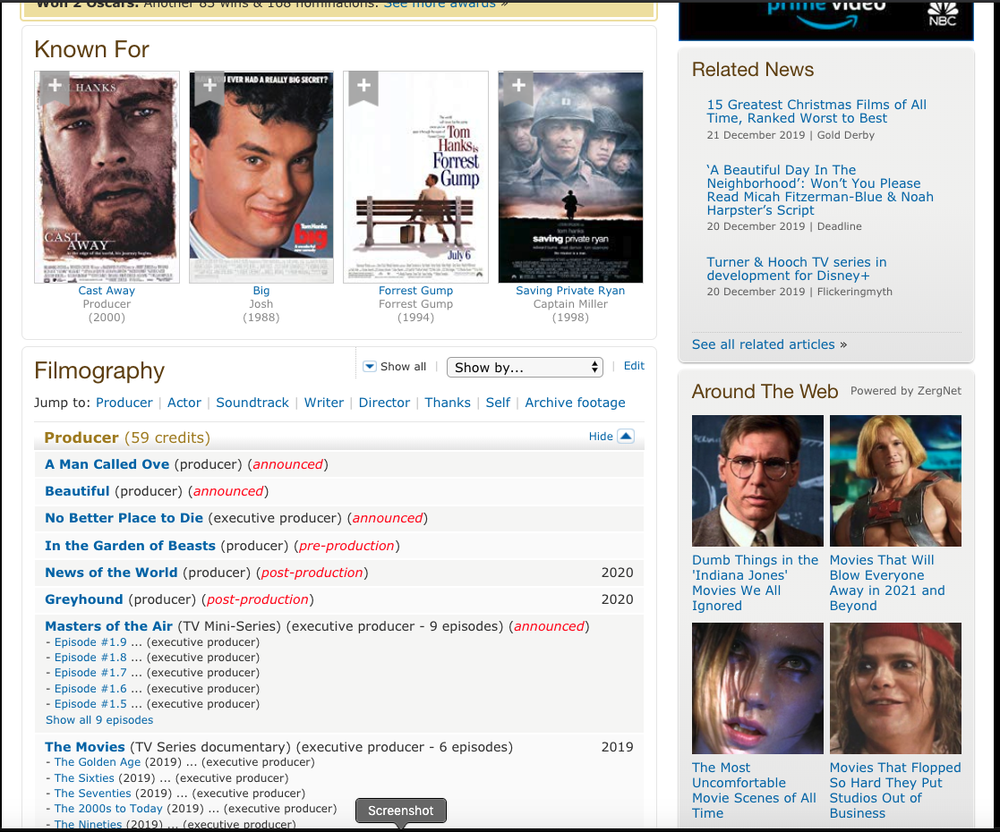 Won 2 Oscars. Another 85 wins & 168 nominations. See more awards »
Known For
HANKS
CAST
AWAY
At the edge of the world, his journey begins.
HAVE YOU EVER HAD A REALLY BIG SECRET?
Tom Hanks
big
Tom
Hanks is
Forrest
Gump
July 6
tom hanks
saving private ryan
Cast Away
Producer
(2000)
Big
Josh
(1988)
Forrest Gump
Forrest Gump
(1994)
Saving Private Ryan
Captain Miller
(1998)
Filmography
Show all | Show by... | Edit
Jump to: Producer | Actor | Soundtrack | Writer | Director | Thanks | Self | Archive footage
Producer (59 credits) Hide
A Man Called Ove (producer) (announced)
Beautiful (producer) (announced)
No Better Place to Die (executive producer) (announced)
In the Garden of Beasts (producer) (pre-production)
News of the World (producer) (post-production) 2020
Greyhound (producer) (post-production) 2020
Masters of the Air (TV Mini-Series) (executive producer - 9 episodes) (announced)
- Episode #1.9 ... (executive producer)
- Episode #1.8 ... (executive producer)
- Episode #1.7 ... (executive producer)
- Episode #1.6 ... (executive producer)
- Episode #1.5 ... (executive producer)
Show all 9 episodes
The Movies (TV Series documentary) (executive producer - 6 episodes) 2019
- The Golden Age (2019) ... (executive producer)
- The Sixties (2019) ... (executive producer)
- The Seventies (2019) ... (executive producer)
- The 2000s to Today (2019) ... (executive producer)
- The Nineties (2019) ... (executive producer)
Screenshot
prime video
NBC
Related News
15 Greatest Christmas Films of All
Time, Ranked Worst to Best
21 December 2019 | Gold Derby
‘A Beautiful Day In The
Neighborhood’: Won’t You Please
Read Micah Fitzerman-Blue & Noah
Harpster’s Script
20 December 2019 | Deadline
Turner & Hooch TV series in
development for Disney+
20 December 2019 | Flickeringmyth
See all related articles »
Around The Web Powered by ZergNet
Dumb Things in the
'Indiana Jones'
Movies We All
Ignored
Movies That Will
Blow Everyone
Away in 2021 and
Beyond
The Most
Uncomfortable
Movie Scenes of All
Time
Movies That Flopped
So Hard They Put
Studios Out of
Business